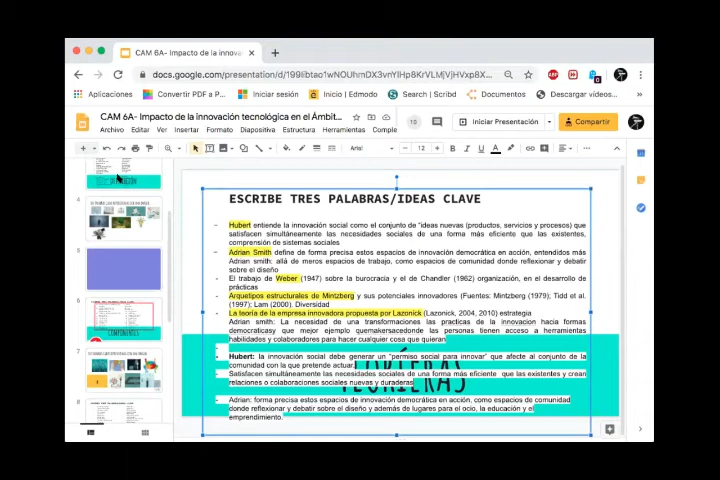 CAM 6A- Impacto de la innova
docs.google.com/presentation/d/199libtao1wNOUhmDX3vnYlHp8KrVLMjVjHVxp8X...
Aplicaciones
Convertir PDF a P...
Iniciar sesión
Inicio | Edmodo
Search | Scribd
Documentos
Descargar vídeos...
CAM 6A- Impacto de la innovación tecnológica en el Ámbit...
Archivo Editar Ver Insertar Formato Diapositiva Estructura Herramientas Comple
10
Iniciar Presentación
Compartir
Arial
12
B I U A
ESCRIBE TRES PALABRAS/IDEAS CLAVE
- Hubert entiende la innovación social como el conjunto de "ideas nuevas (productos, servicios y procesos) que
satisfacen simultáneamente las necesidades sociales de una forma más eficiente que las existentes,
comprensión de sistemas sociales
- Adrian Smith define de forma precisa estos espacios de innovación democrática en acción, entendidos más
Adrian smith: allá de meros espacios de trabajo, como espacios de comunidad donde reflexionar y debatir
sobre el diseño
- El trabajo de Weber (1947) sobre la burocracia y el de Chandler (1962) organización, en el desarrollo de
prácticas
- Arquetipos estructurales de Mintzberg y sus potenciales innovadores (Fuentes: Mintzberg (1979); Tidd et al.
(1997); Lam (2000). Diversidad
- La teoría de la empresa innovadora propuesta por Lazonick (Lazonick, 2004, 2010) estrategia
Adrian smith: La necesidad de una transformaciones las practicas de la innovacion hacia formas
democraticasy que mejor ejemplo quemakersacedonde las personas tienen acceso a herramientas
habilidades y colaboradores para hacer cualquier cosa que quieran
- Hubert: la innovación social debe generar un "permiso social para innovar" que afecte al conjunto de la
comunidad con la que pretende actuar.
- Satisfacen simultáneamente las necesidades sociales de una forma más eficiente que las existentes y crean
relaciones o colaboraciones sociales nuevas y duraderas
- Adrian: forma precisa estos espacios de innovación democrática en acción, como espacios de comunidad
donde reflexionar y debatir sobre el diseño y además de lugares para el ocio, la educación y el
emprendimiento.
4
6
COMPONENTES
7
8